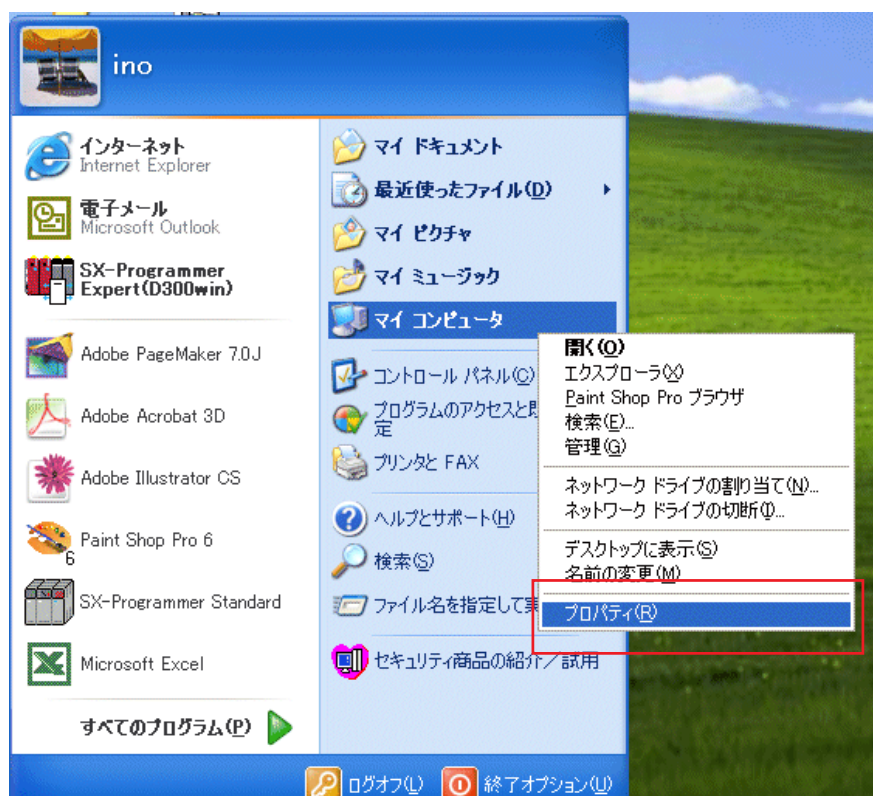 ino
インターネット
Internet Explorer
電子メール
Microsoft Outlook
SX-Programmer
Expert(D300win)
Adobe PageMaker 7.0J
Adobe Acrobat 3D
Adobe Illustrator CS
Paint Shop Pro 6
6
SX-Programmer Standard
Microsoft Excel
すべてのプログラム(P)
マイ ドキュメント
最近使ったファイル(D)
マイ ピクチャ
マイ ミュージック
マイ コンピュータ
コントロール パネル(C)
プログラムのアクセスと
定
プリンタと FAX
ヘルプとサポート(H)
検索(S)
ファイル名を指定して
セキュリティ商品の紹介／試用
開く(O)
エクスプローラ(X)
Paint Shop Pro ブラウザ
検索(E)...
管理(G)
ネットワーク ドライブの割り当て(N)...
ネットワーク ドライブの切断(I)...
デスクトップに表示(S)
名前の変更(M)
プロパティ(R)
ログオフ(L)
終了オプション(U)